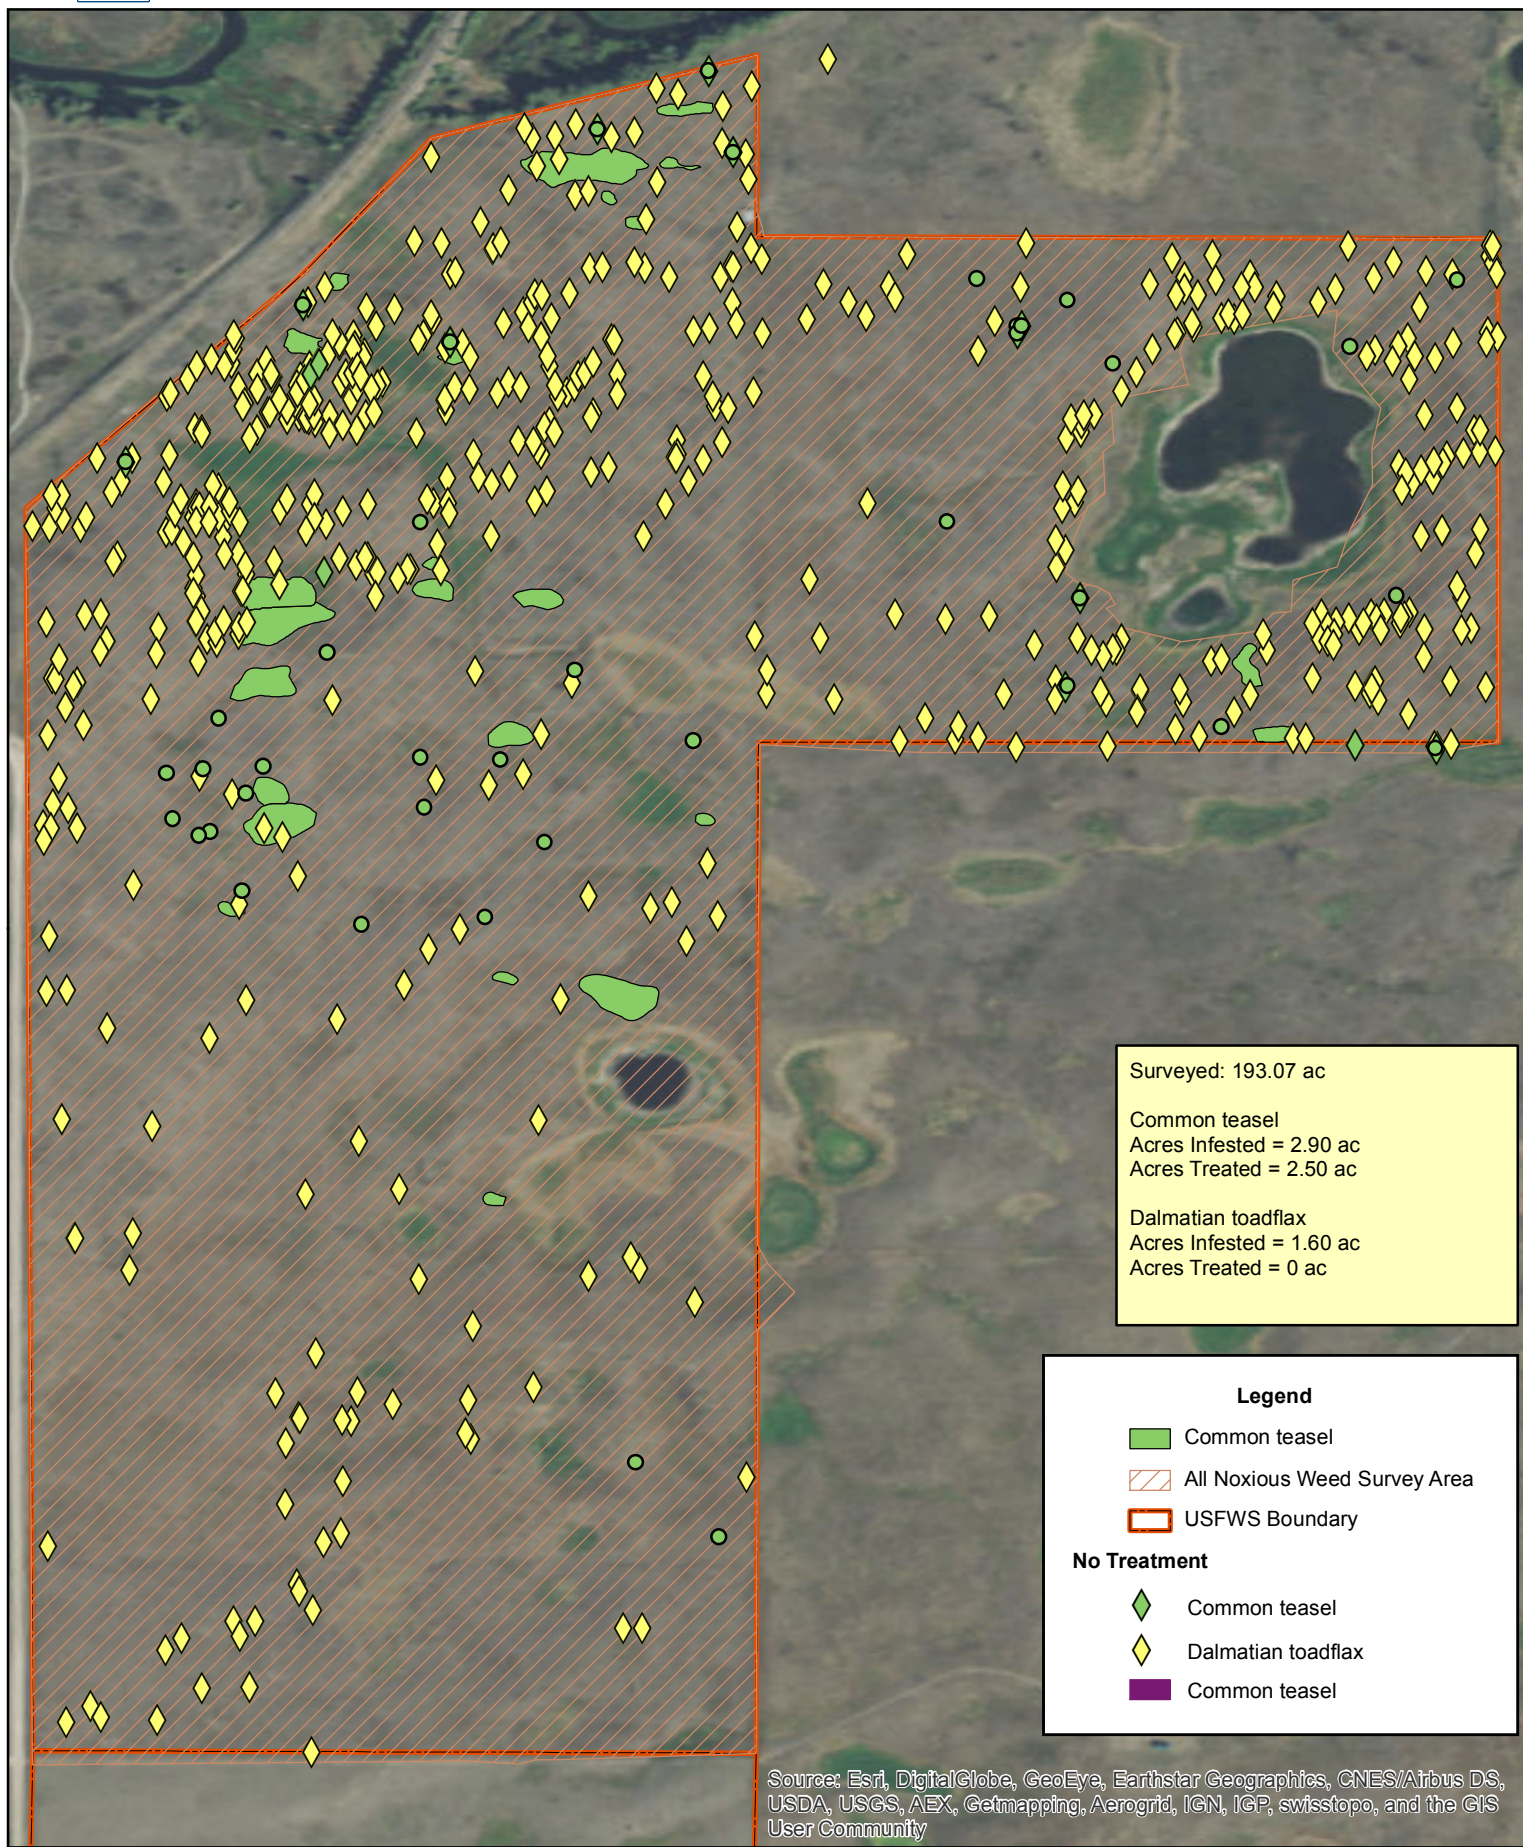 Surveyed: 193.07 ac
Common teasel
Acres Infested = 2.90 ac
Acres Treated = 2.50 ac
Dalmatian toadflax
Acres Infested = 1.60 ac
Acres Treated = 0 ac
Legend
Common teasel
All Noxious Weed Survey Area
USFWS Boundary
No Treatment
Common teasel
Dalmatian toadflax
Common teasel
Source: Esri, DigitalGlobe, GeoEye, Earthstar Geographics, CNES/Airbus DS,
USDA, USGS, AEX, Getmapping, Aerogrid, IGN, IGP, swisstopo, and the GIS
User Community